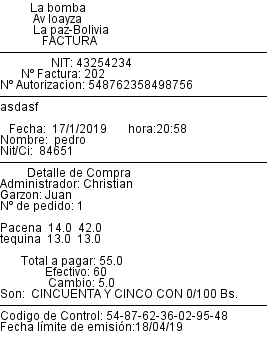 La bomba
Av loayza
La paz-Bolivia
FACTURA
NIT: 43254234
Nº Factura: 202
Nº Autorizacion: 548762358498756
asdasf
Fecha: 17/1/2019 hora:20:58
Nombre: pedro
Nit/Ci: 84651
Detalle de Compra
Administrador: Christian
Garzon: Juan
Nº de pedido: 1
Pacena 14.0 42.0
tequina 13.0 13.0
Total a pagar: 55.0
Efectivo: 60
Cambio: 5.0
Son: CINCUENTA Y CINCO CON 0/100 Bs.
Codigo de Control: 54-87-62-36-02-95-48
Fecha límite de emisión:18/04/19